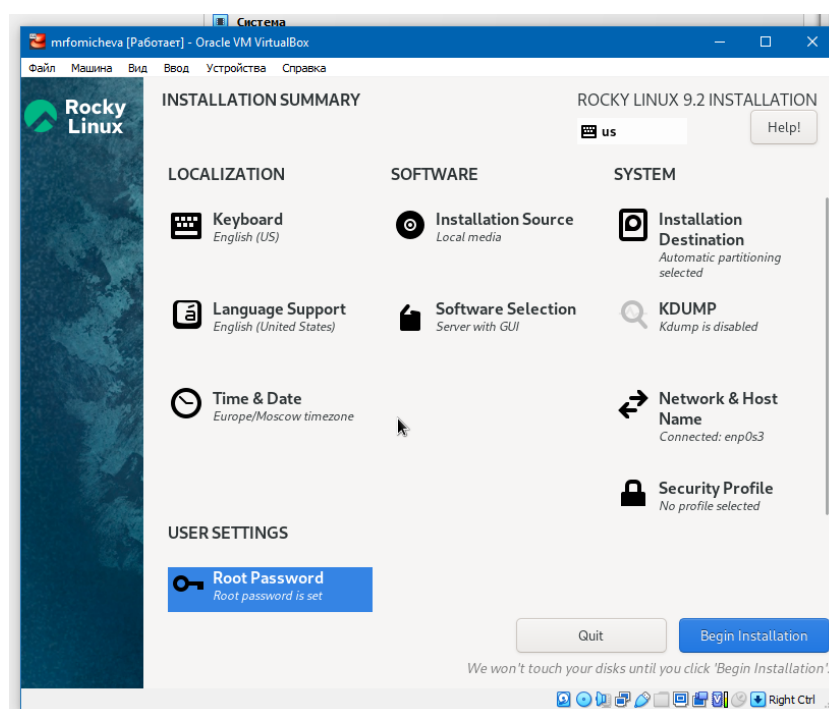 Система
mrfomicheva [Работает] - Oracle VM VirtualBox
Файл Машина Вид Ввод Устройства Справка
Rocky
Linux
INSTALLATION SUMMARY
ROCKY LINUX 9.2 INSTALLATION
us
Help!
LOCALIZATION
Keyboard
English (US)
Language Support
English (United States)
Time & Date
Europe/Moscow timezone
SOFTWARE
Installation Source
Local media
Software Selection
Server with GUI
SYSTEM
Installation
Destination
Automatic partitioning
selected
KDUMP
Kdump is disabled
Network & Host
Name
Connected: enp0s3
Security Profile
No profile selected
USER SETTINGS
Root Password
Root password is set
Quit
Begin Installation
We won't touch your disks until you click 'Begin Installation'.
Right Ctrl